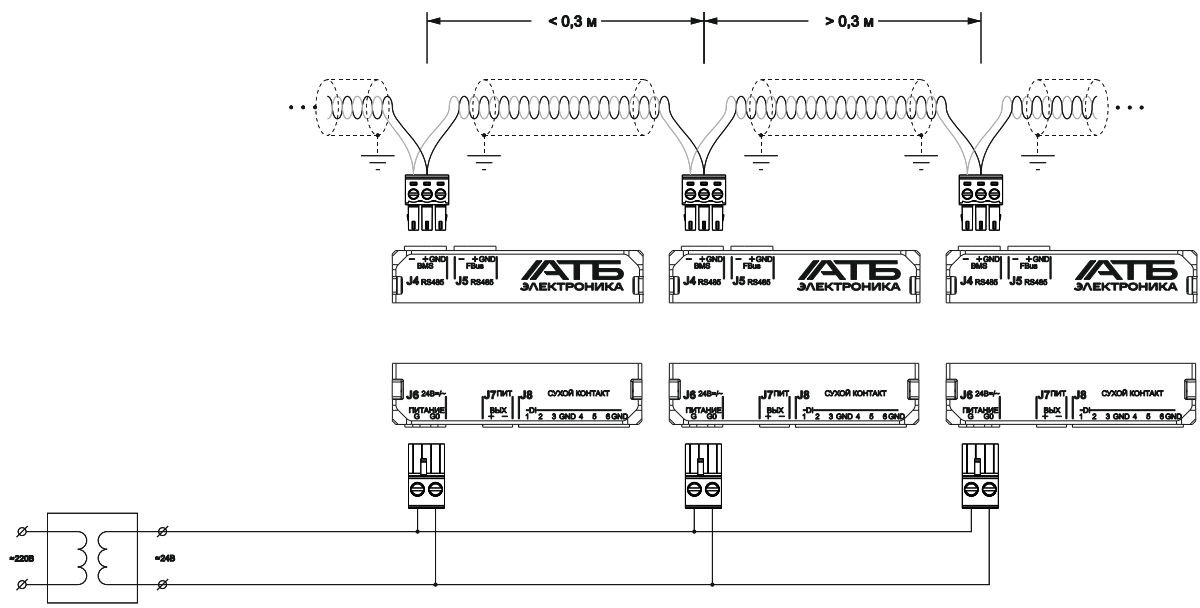 < 0,3 м > 0,3 м
− +GND − +GND
BMS FBus
J4 RS485 J5 RS485
АТБ
ЭЛЕКТРОНИКА
− +GND − +GND
BMS FBus
J4 RS485 J5 RS485
АТБ
ЭЛЕКТРОНИКА
− +GND − +GND
BMS FBus
J4 RS485 J5 RS485
АТБ
ЭЛЕКТРОНИКА
J6 24В=/~ J7 ПИТ J8 СУХОЙ КОНТАКТ
ПИТАНИЕ ВЫХ -DI
G G0 + − 1 2 3 GND 4 5 6 GND
J6 24В=/~ J7 ПИТ J8 СУХОЙ КОНТАКТ
ПИТАНИЕ ВЫХ -DI
G G0 + − 1 2 3 GND 4 5 6 GND
J6 24В=/~ J7 ПИТ J8 СУХОЙ КОНТАКТ
ПИТАНИЕ ВЫХ -DI
G G0 + − 1 2 3 GND 4 5 6 GND
≈220В ≈24В